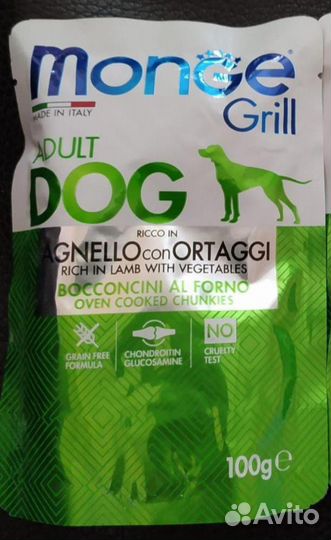 Monge
MADE IN ITALY
Grill
ADULT
DOG
RICCO IN
AGNELLO con ORTAGGI
RICH IN LAMB WITH VEGETABLES
BOCCONCINI AL FORNO
OVEN COOKED CHUNKIES
GRAIN FREE
FORMULA
CHONDROITIN
GLUCOSAMINE
NO
CRUELTY
TEST
100g℮
Avito